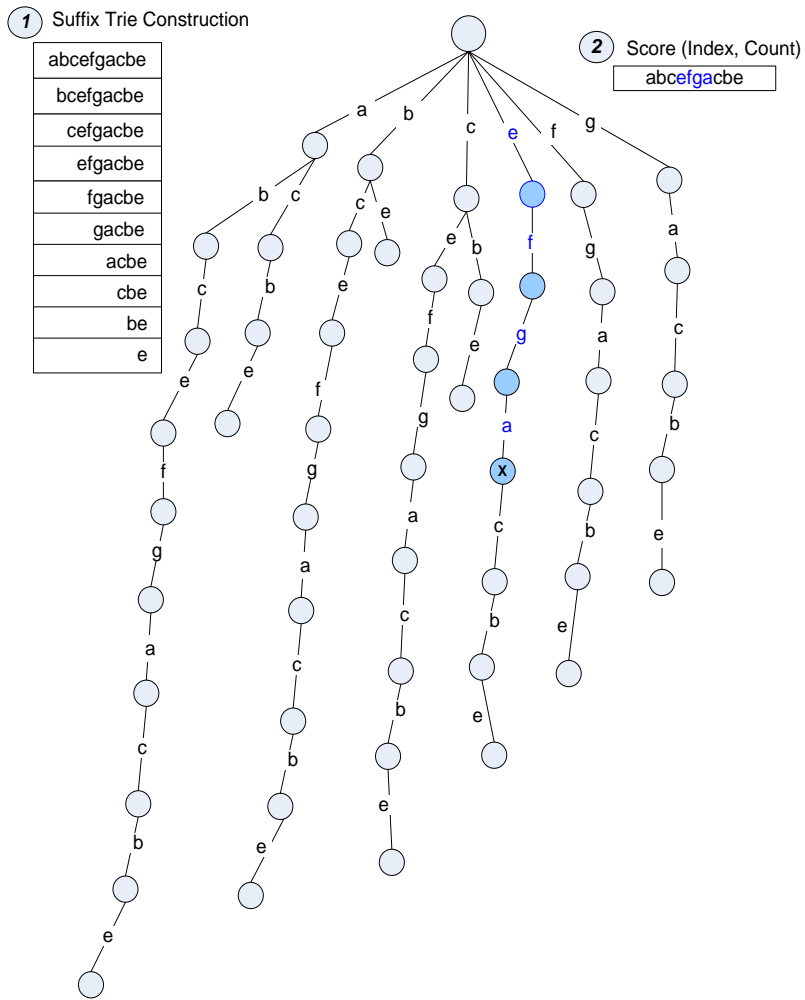 1 Suffix Trie Construction
abcefgacbe
bcefgacbe
cefgacbe
efgacbe
fgacbe
gacbe
acbe
cbe
be
e
2 Score (Index, Count)
abcefgacbe
a
b
c
e
f
g
b
c
c
e
e
b
f
g
a
c
b
e
f
e
g
a
c
e
e
f
g
a
c
b
f
g
a
x
c
b
e
g
a
c
b
e
a
c
b
e
f
g
a
c
b
e
b
e